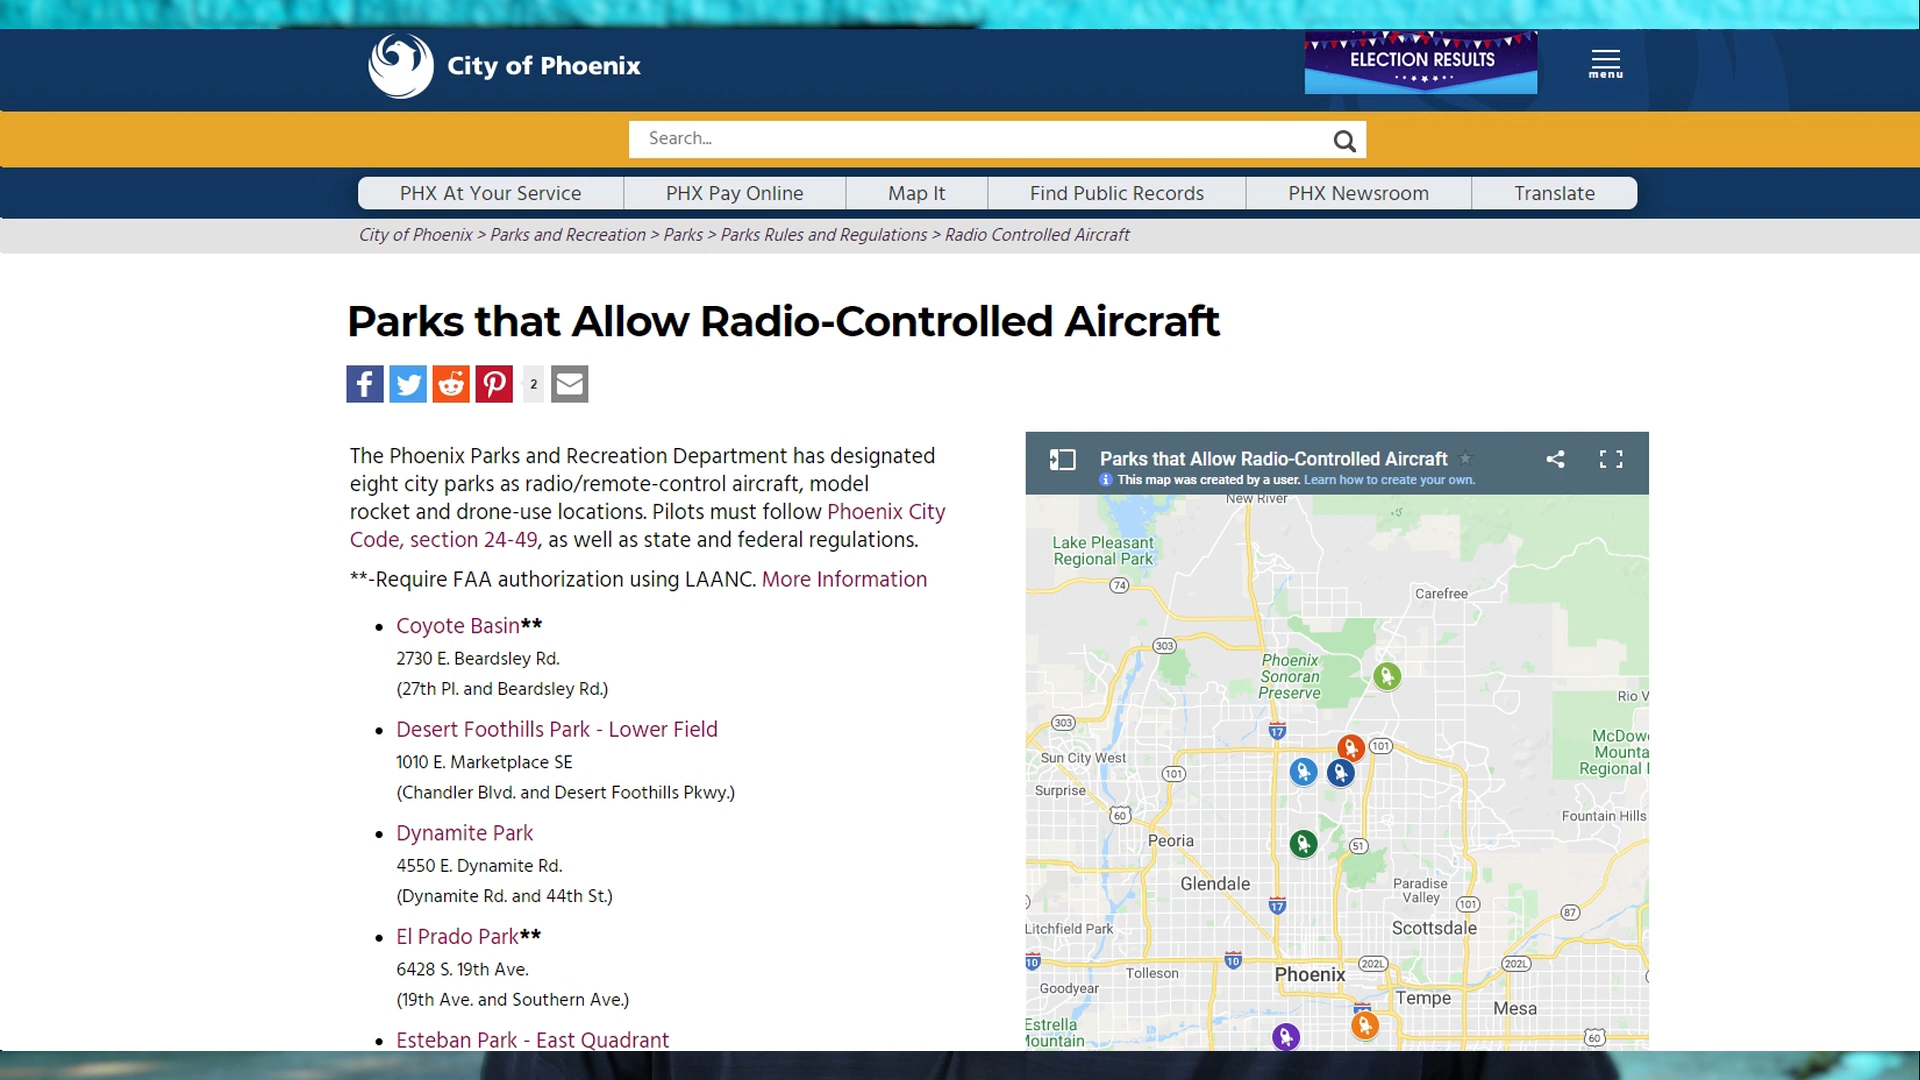 City of Phoenix
ELECTION RESULTS
menu
Search...
PHX At Your Service
PHX Pay Online
Map It
Find Public Records
PHX Newsroom
Translate
City of Phoenix > Parks and Recreation > Parks > Parks Rules and Regulations > Radio Controlled Aircraft
Parks that Allow Radio-Controlled Aircraft
2
The Phoenix Parks and Recreation Department has designated
eight city parks as radio/remote-control aircraft, model
rocket and drone-use locations. Pilots must follow Phoenix City
Code, section 24-49, as well as state and federal regulations.
**-Require FAA authorization using LAANC. More Information
• Coyote Basin**
2730 E. Beardsley Rd.
(27th Pl. and Beardsley Rd.)
• Desert Foothills Park - Lower Field
1010 E. Marketplace SE
(Chandler Blvd. and Desert Foothills Pkwy.)
• Dynamite Park
4550 E. Dynamite Rd.
(Dynamite Rd. and 44th St.)
• El Prado Park**
6428 S. 19th Ave.
(19th Ave. and Southern Ave.)
• Esteban Park - East Quadrant
Parks that Allow Radio-Controlled Aircraft
This map was created by a user. Learn how to create your own.
New River
Lake Pleasant
Regional Park
74
Carefree
303
Phoenix
Sonoran
Preserve
Rio V
303
17
McDow
Mounta
Regional
101
Sun City West
101
Surprise
60
Fountain Hills
Peoria
51
Glendale
Paradise
Valley
17
101
87
Litchfield Park
Scottsdale
10
10
202L
202L
Tolleson
Phoenix
Goodyear
Tempe
Mesa
Estrella
Mountain
60